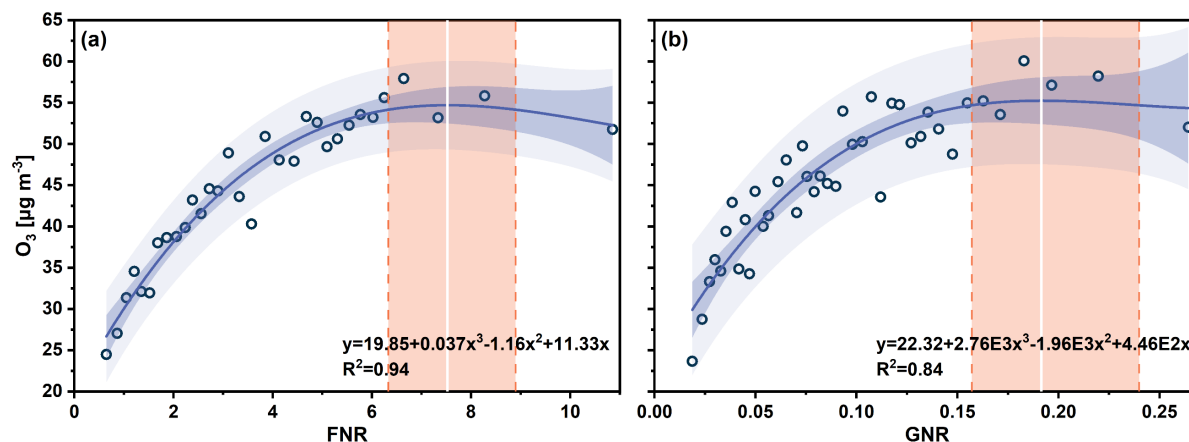 (a)
(b)
65
60
55
50
45
40
35
30
25
20
O₃ [µg m⁻³]
y=19.85+0.037x³-1.16x²+11.33x
R²=0.94
y=22.32+2.76E3x³-1.96E3x²+4.46E2x
R²=0.84
0 2 4 6 8 10
0.00 0.05 0.10 0.15 0.20 0.25
FNR
GNR